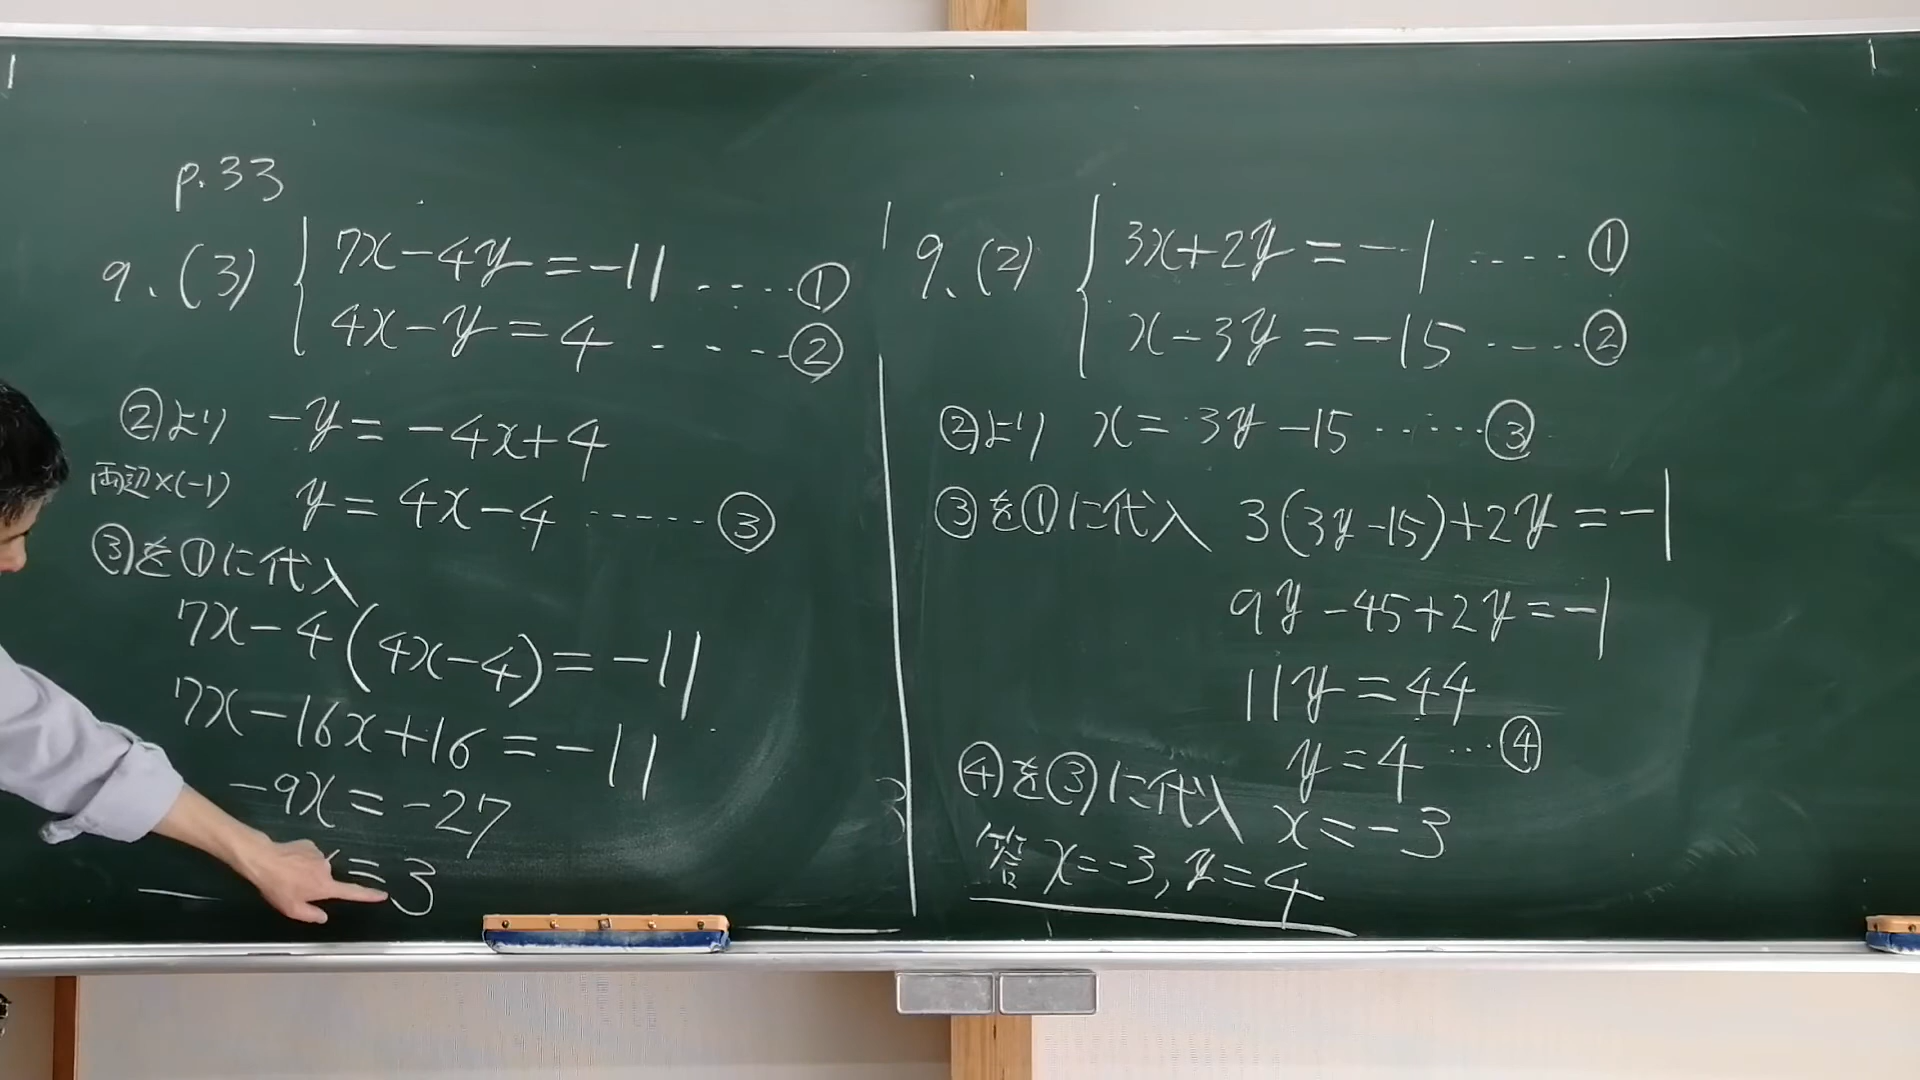 p.33
9、(3) 7x-4y=-11 ‥‥①
4x-y=4 ‥‥②
②より -y=-4x+4
両辺×(-1) y=4x-4 ‥‥‥③
③を①に代入
7x-4(4x-4)=-11
7x-16x+16=-11
-9x=-27
=3
9、(2) 3x+2y=-1 ‥‥①
x-3y=-15 ‥‥②
②より x=3y-15 ‥‥‥③
③を①に代入 3(3y-15)+2y=-1
9y-45+2y=-1
11y=44
y=4 …④
④を③に代入 x=-3
答 x=-3, y=4